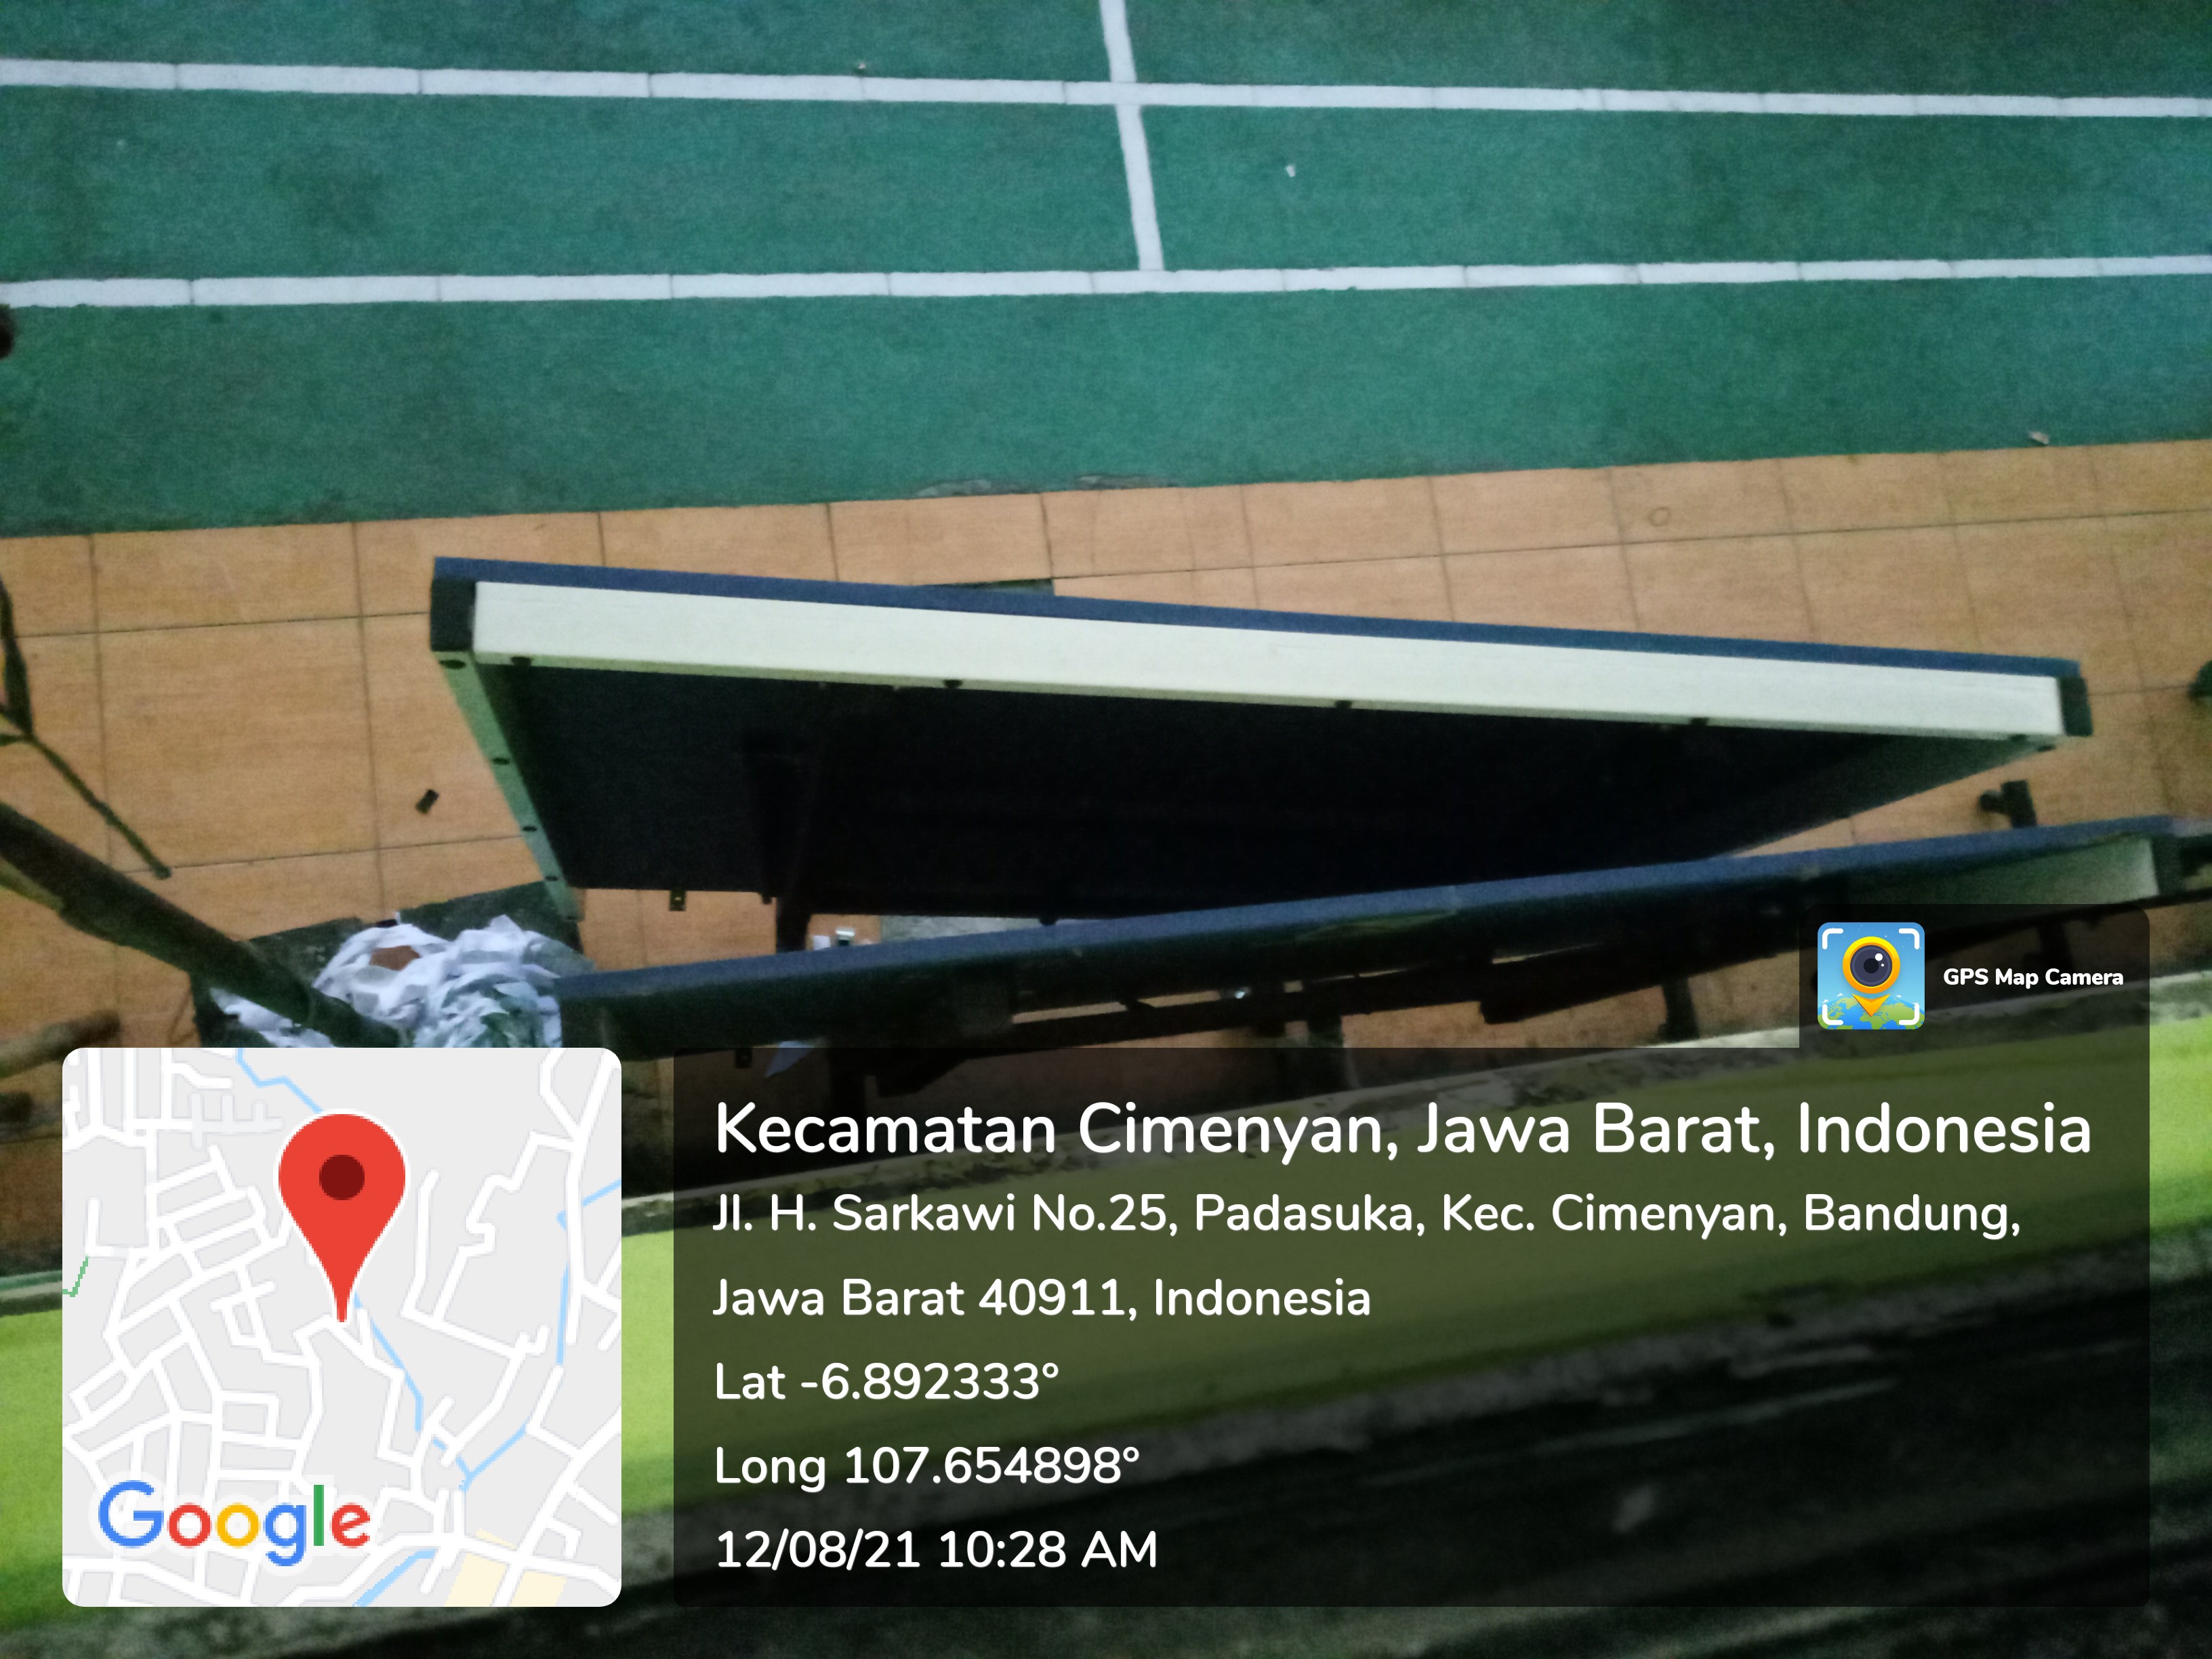 GPS Map Camera
Kecamatan Cimenyan, Jawa Barat, Indonesia
Jl. H. Sarkawi No.25, Padasuka, Kec. Cimenyan, Bandung,
Jawa Barat 40911, Indonesia
Lat -6.892333°
Long 107.654898°
12/08/21 10:28 AM
Google